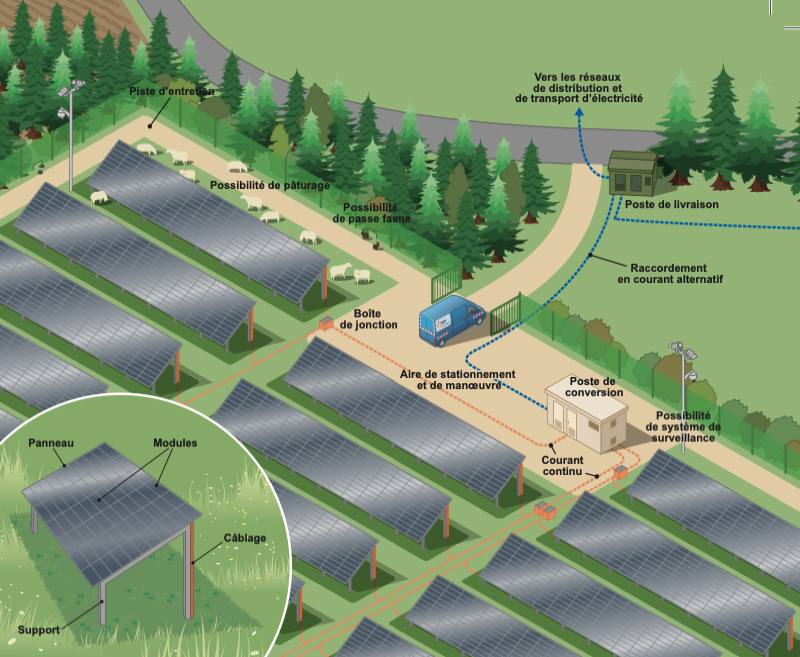 Vers les réseaux
de distribution et
de transport d'électricité
Piste d'entretien
Possibilité de pâturage
Possibilité
de passe faune
Poste de livraison
Raccordement
en courant alternatif
Boîte
de jonction
Aire de stationnement
et de manœuvre
Poste de
conversion
Possibilité
de système de
surveillance
Courant
continu
Panneau
Modules
Câblage
Support